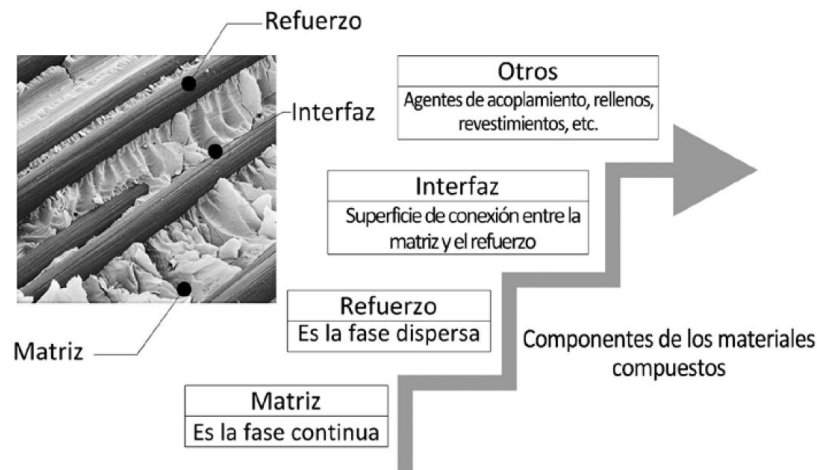 Refuerzo
Interfaz
Matriz
Otros
Agentes de acoplamiento, rellenos,
revestimientos, etc.
Interfaz
Superficie de conexión entre la
matriz y el refuerzo
Refuerzo
Es la fase dispersa
Matriz
Es la fase continua
Componentes de los materiales
compuestos